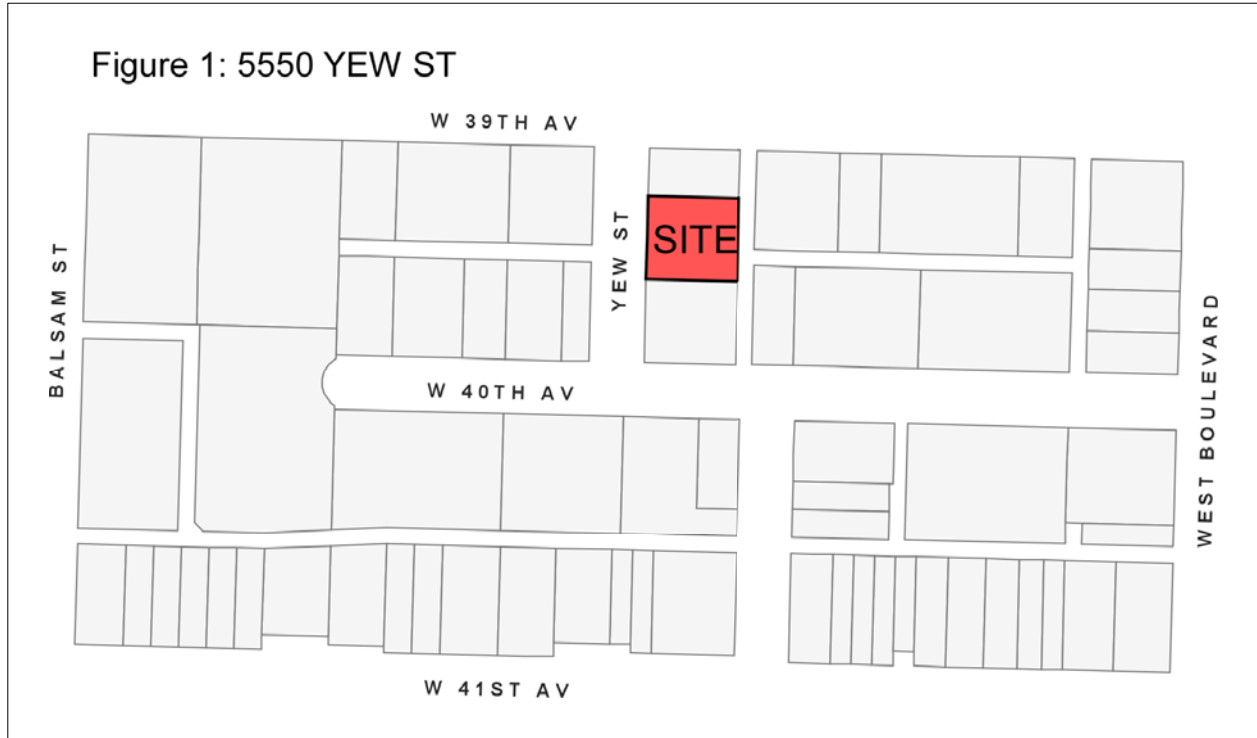 Figure 1: 5550 YEW ST
W 39TH AV
SITE
YEW ST
BALSAM ST
W 40TH AV
WEST BOULEVARD
W 41ST AV